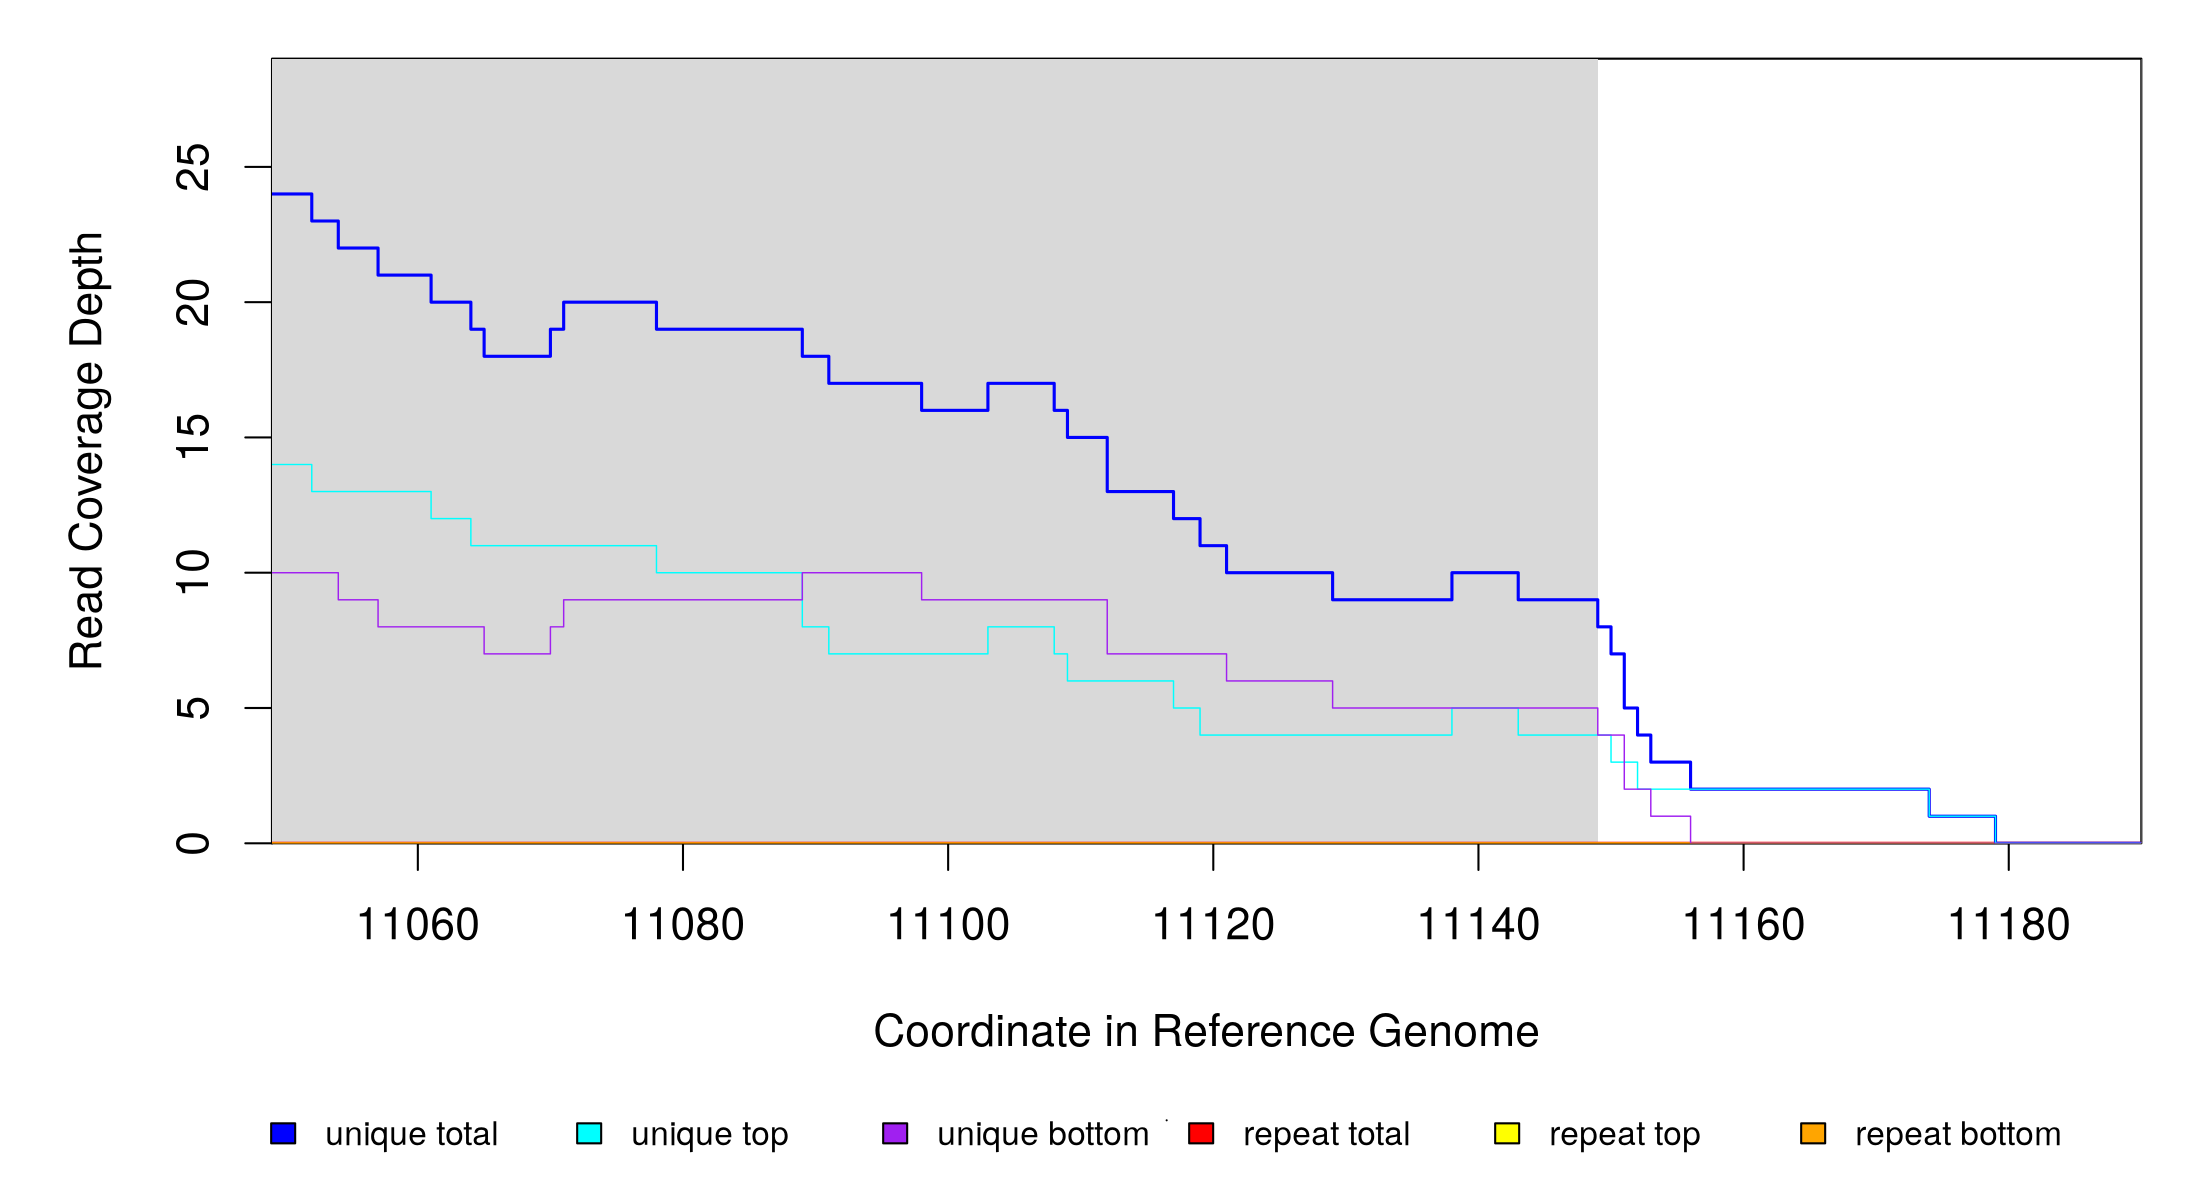 Read Coverage Depth
25
20
15
10
5
0
11060 11080 11100 11120 11140 11160 11180
Coordinate in Reference Genome
unique total unique top unique bottom repeat total repeat top repeat bottom